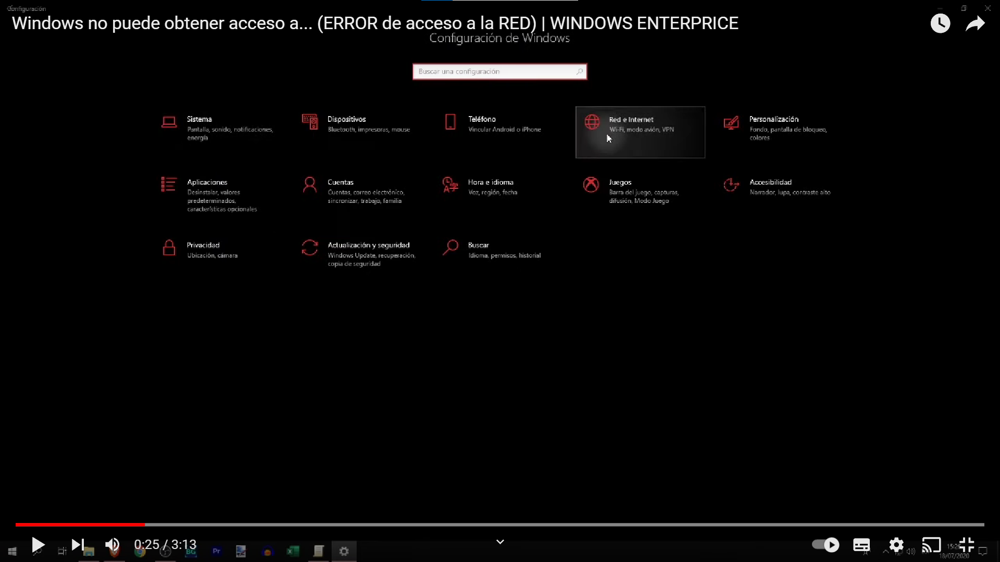 Configuración
Windows no puede obtener acceso a... (ERROR de acceso a la RED) | WINDOWS ENTERPRICE
Configuración de Windows
Buscar una configuración
Sistema
Pantalla, sonido, notificaciones,
energía
Dispositivos
Bluetooth, impresoras, mouse
Teléfono
Vincular Android o iPhone
Red e Internet
Wi-Fi, modo avión, VPN
Personalización
Fondo, pantalla de bloqueo,
colores
Aplicaciones
Desinstalar, valores
predeterminados,
características opcionales
Cuentas
Cuentas, correo electrónico,
sincronizar, trabajo, familia
Hora e idioma
Voz, región, fecha
Juegos
Barra del juego, capturas,
difusión, Modo Juego
Accesibilidad
Narrador, lupa, contraste alto
Privacidad
Ubicación, cámara
Actualización y seguridad
Windows Update, recuperación,
copia de seguridad
Buscar
Idioma, permisos, historial
0:25 / 3:13
BG
Pr
18/07/2020